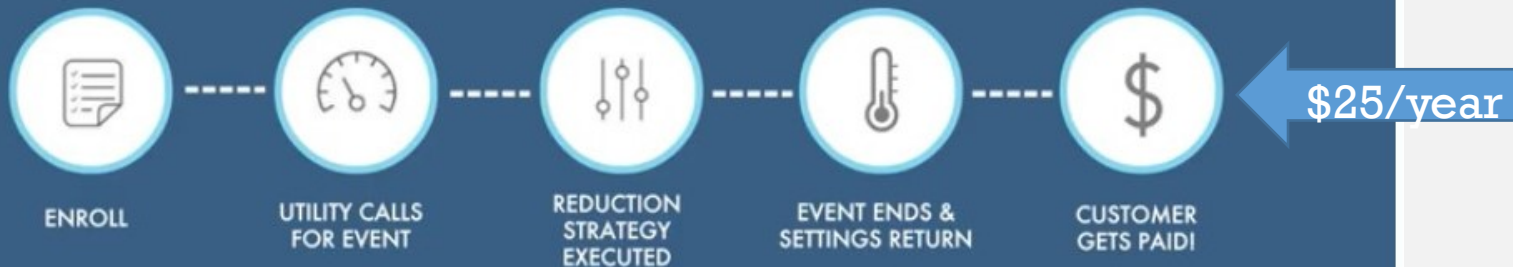 ENROLL
UTILITY CALLS
FOR EVENT
REDUCTION
STRATEGY
EXECUTED
EVENT ENDS &
SETTINGS RETURN
CUSTOMER
GETS PAID!
$
$25/year